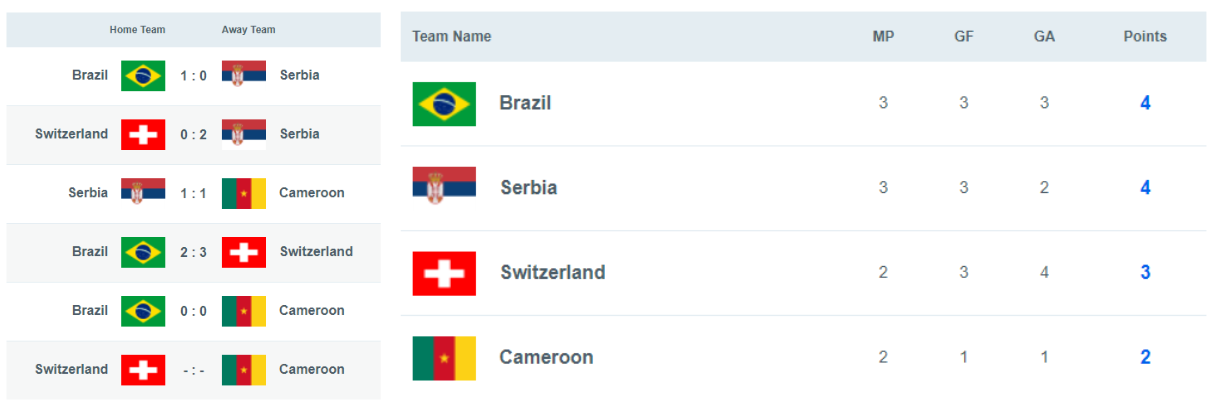 Home Team Away Team
Brazil 1 : 0 Serbia
Switzerland 0 : 2 Serbia
Serbia 1 : 1 Cameroon
Brazil 2 : 3 Switzerland
Brazil 0 : 0 Cameroon
Switzerland - : - Cameroon
Team Name MP GF GA Points
Brazil 3 3 3 4
Serbia 3 3 2 4
Switzerland 2 3 4 3
Cameroon 2 1 1 2